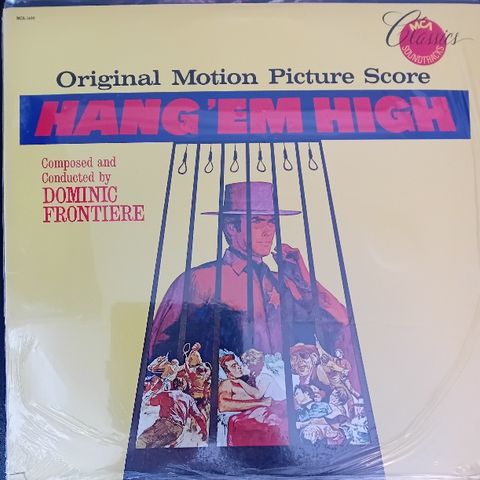 MCA Classics
SOUNDTRACKS
Original Motion Picture Score
HANG 'EM HIGH
Composed and
Conducted by
DOMINIC
FRONTIERE